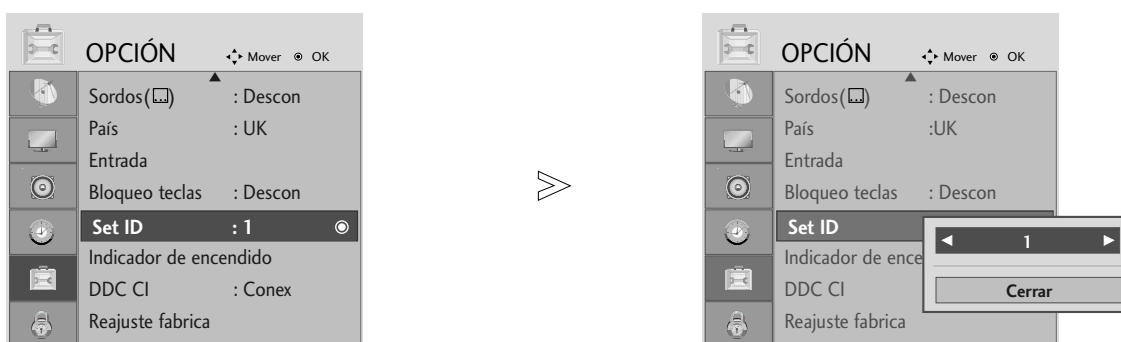 OPCIÓN Mover OK
Sordos( ) : Descon
País : UK
Entrada
Bloqueo teclas : Descon
Set ID : 1
Indicador de encendido
DDC CI : Conex
Reajuste fabrica
OPCIÓN Mover OK
Sordos( ) : Descon
País :UK
Entrada
Bloqueo teclas : Descon
Set ID
1
Indicador de ence
DDC CI
Cerrar
Reajuste fabrica